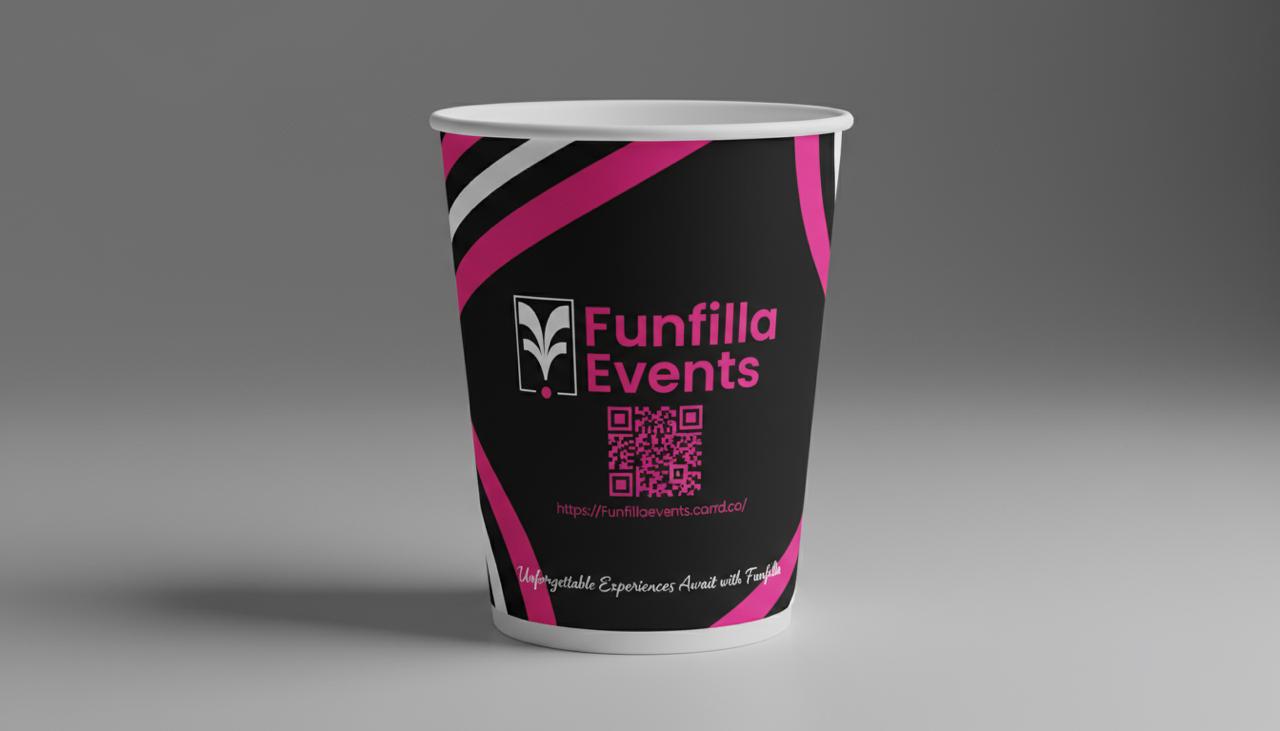 Funfilla
Events
https://Funfillaevents.carrd.co/
Unforgettable Experiences Await with Funfilla